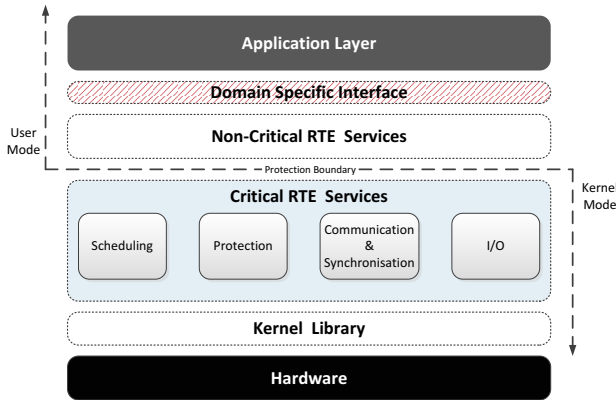 Application Layer
Domain Specific Interface
User
Mode
Non-Critical RTE Services
Protection Boundary
Kernel
Mode
Critical RTE Services
Scheduling
Protection
Communication
&
Synchronisation
I/O
Kernel Library
Hardware